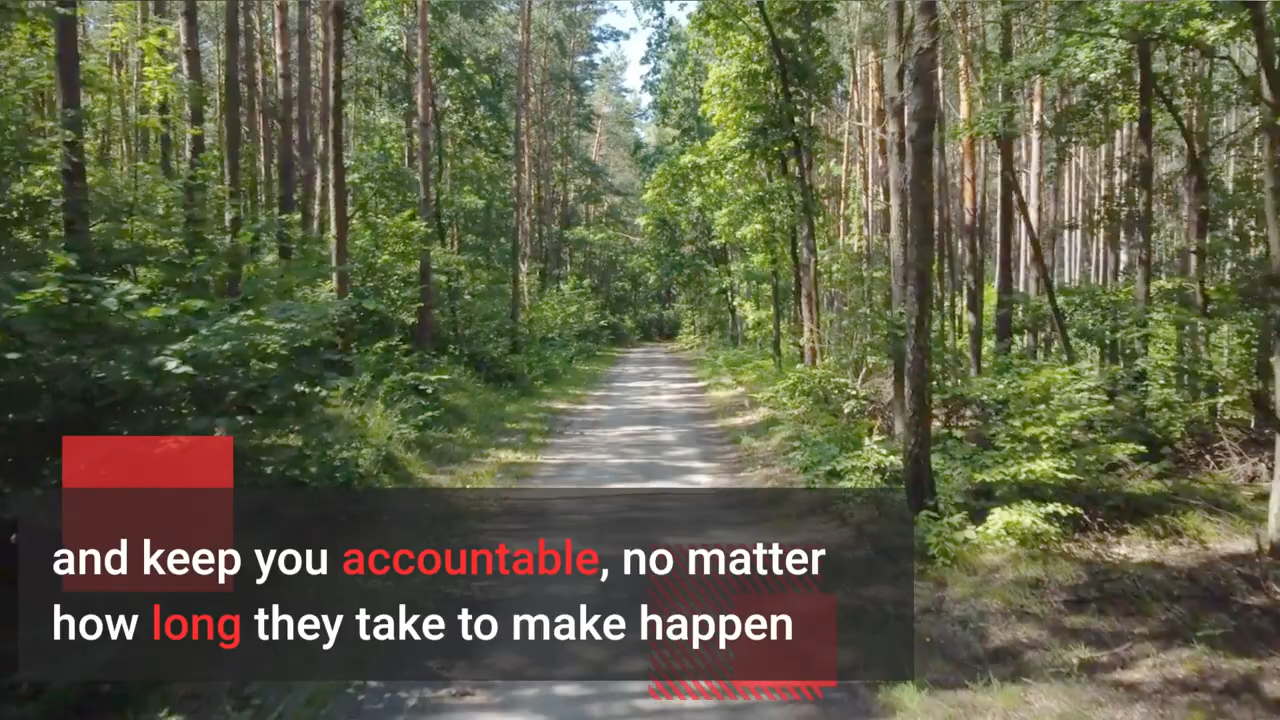 and keep you accountable, no matter
how long they take to make happen